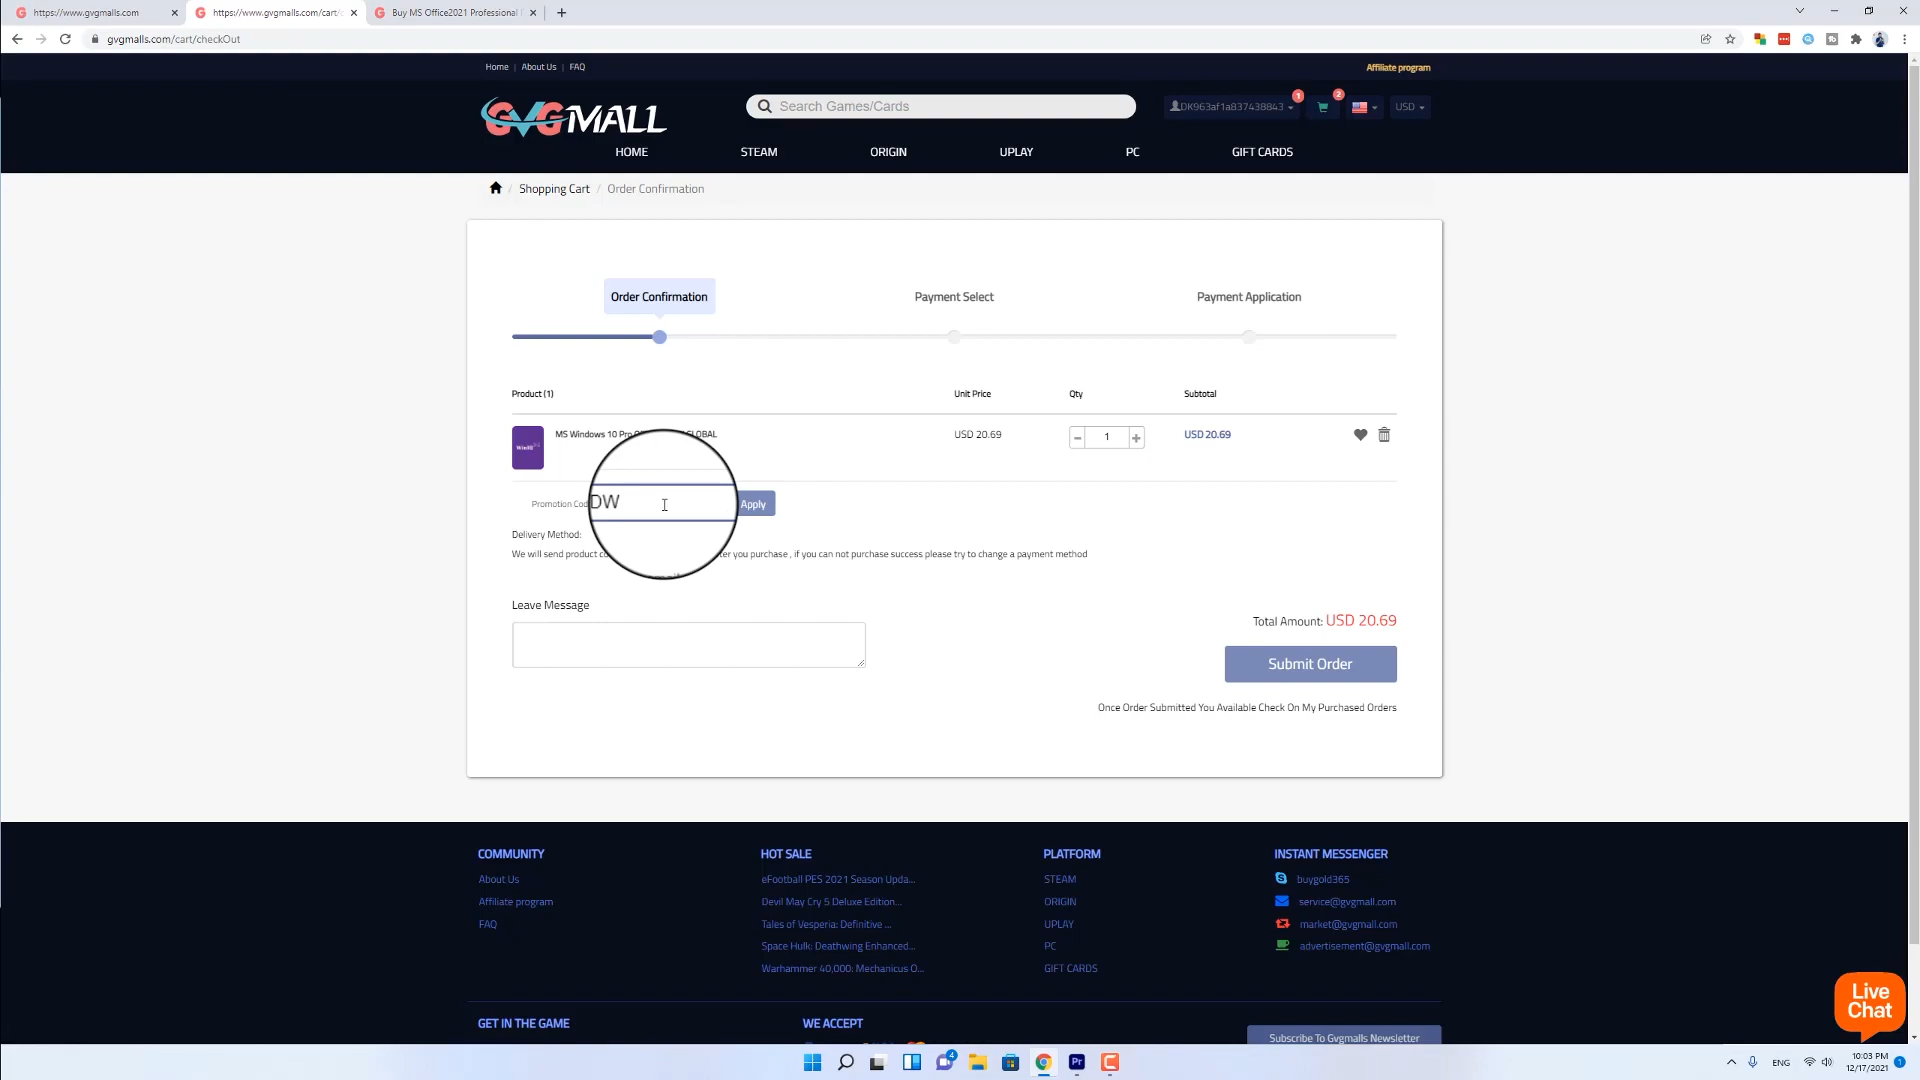 https://www.gvgmalls.com
https://www.gvgmalls.com/cart/c
Buy MS Office2021 Professional
gvgmalls.com/cart/checkOut
Home | About Us | FAQ
Affiliate program
GVGMALL
Search Games/Cards
DK963af1a837438843
1
2
USD
HOME
STEAM
ORIGIN
UPLAY
PC
GIFT CARDS
/ Shopping Cart / Order Confirmation
Order Confirmation
Payment Select
Payment Application
Product (1)
Unit Price
Qty
Subtotal
MS Windows 10 Pro GLOBAL
USD 20.69
- 1 +
USD 20.69
Promotion Cod
DW
Apply
Delivery Method:
We will send product co ter you purchase , if you can not purchase success please try to change a payment method
Leave Message
Total Amount: USD 20.69
Submit Order
Once Order Submitted You Available Check On My Purchased Orders
COMMUNITY
About Us
Affiliate program
FAQ
HOT SALE
eFootball PES 2021 Season Upda...
Devil May Cry 5 Deluxe Edition...
Tales of Vesperia: Definitive ...
Space Hulk: Deathwing Enhanced...
Warhammer 40,000: Mechanicus O...
PLATFORM
STEAM
ORIGIN
UPLAY
PC
GIFT CARDS
INSTANT MESSENGER
buygold365
service@gvgmall.com
market@gvgmall.com
advertisement@gvgmall.com
GET IN THE GAME
WE ACCEPT
Subscribe To Gvgmalls Newsletter
Live
Chat
4
Pr
ENG
10:03 PM
12/17/2021
1